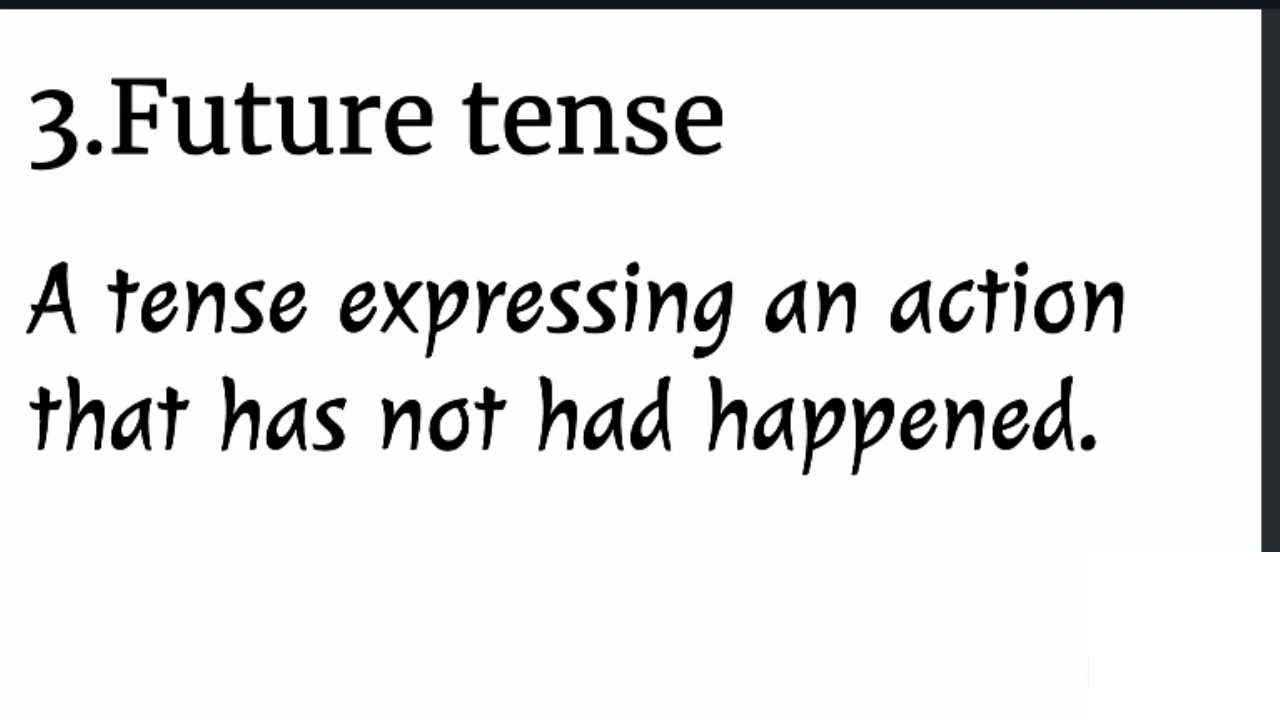 3.Future tense
A tense expressing an action
that has not had happened.